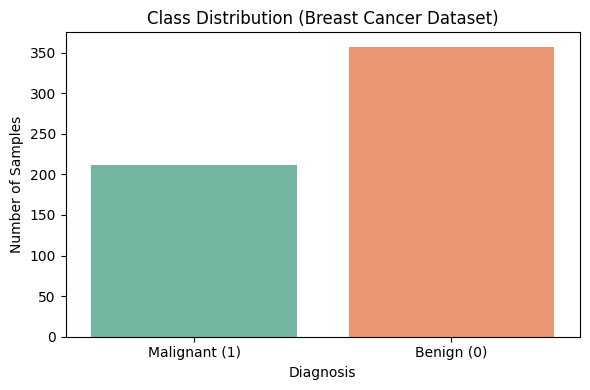 Class Distribution (Breast Cancer Dataset)
350
300
250
200
150
100
50
0
Number of Samples
Malignant (1)
Benign (0)
Diagnosis